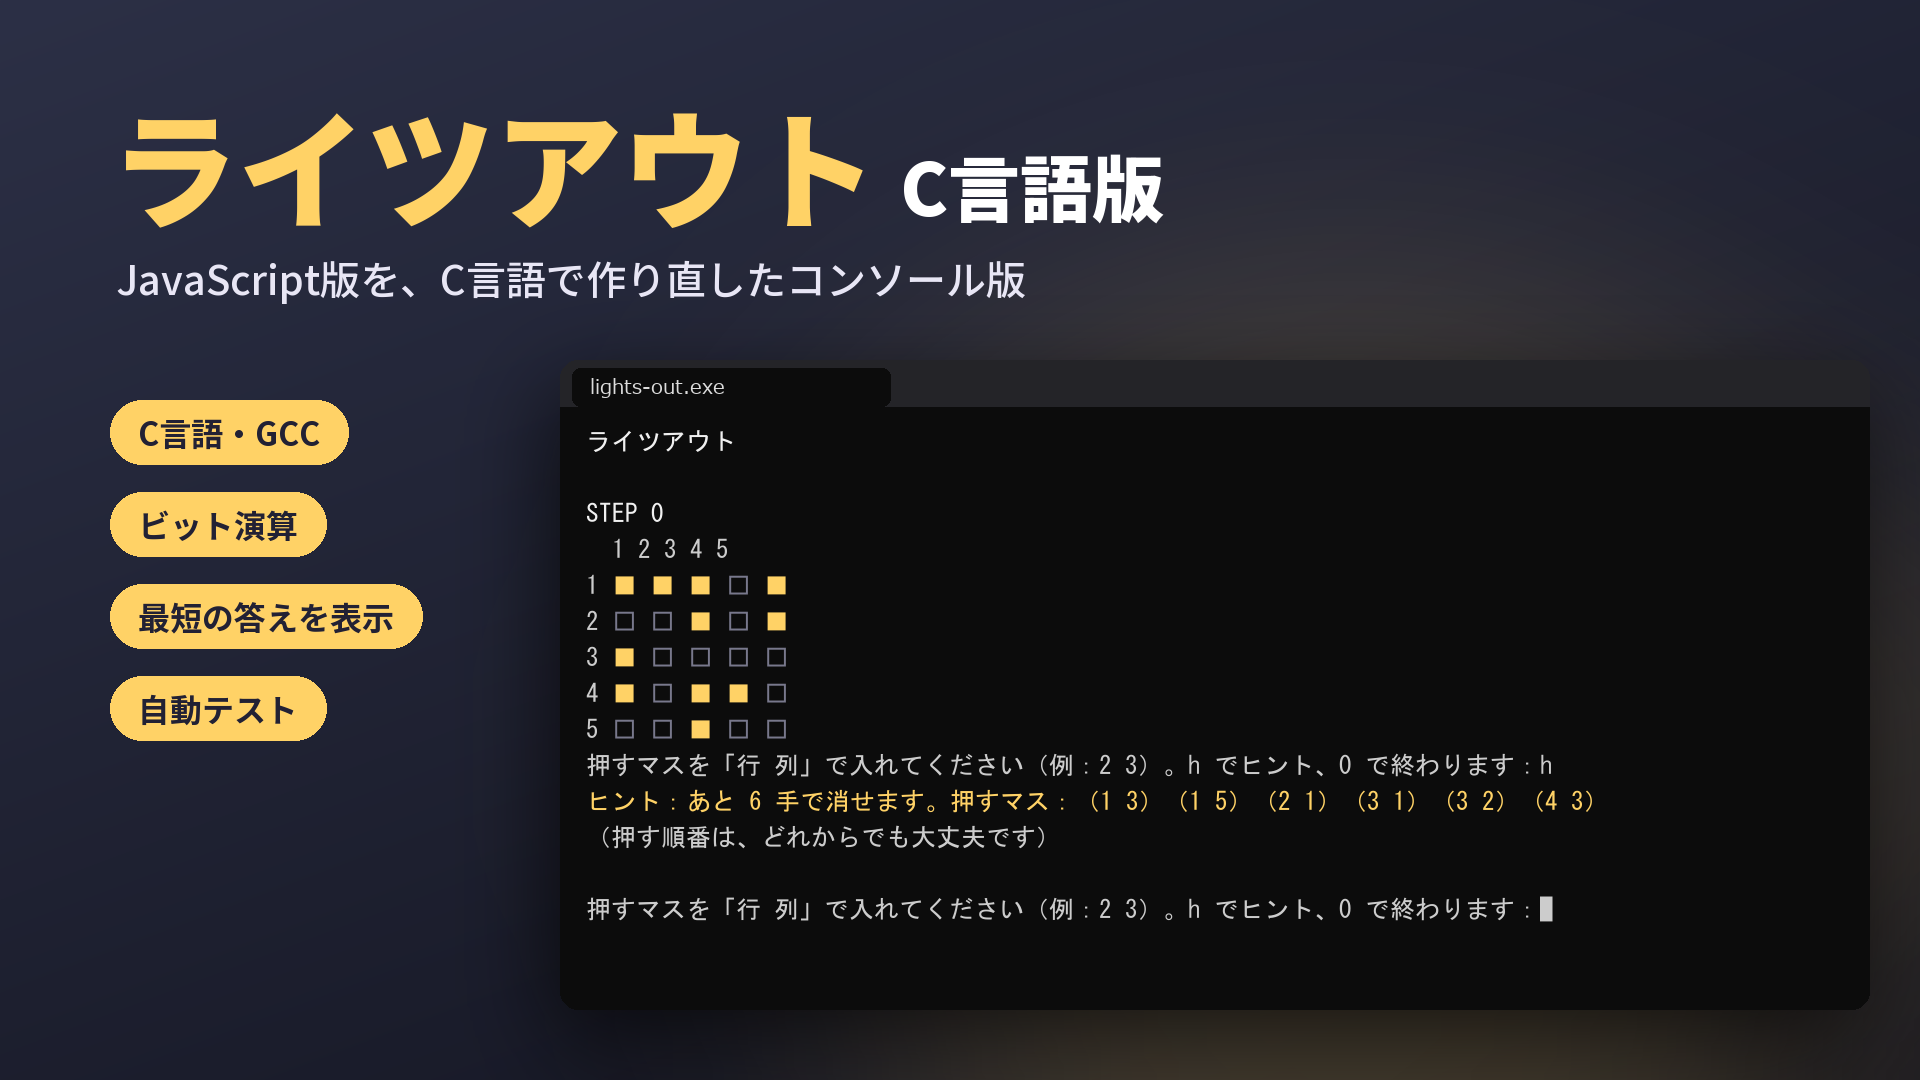 ライツアウト C言語版
JavaScript版を、C言語で作り直したコンソール版
C言語・GCC
ビット演算
最短の答えを表示
自動テスト
lights-out.exe
ライツアウト
STEP 0
1 2 3 4 5
1 ■ ■ ■ □ ■
2 □ □ ■ □ ■
3 ■ □ □ □ □
4 ■ □ ■ ■ □
5 □ □ ■ □ □
押すマスを「行 列」で入れてください（例：2 3）。h でヒント、0 で終わります：h
ヒント：あと 6 手で消せます。押すマス：（1 3）（1 5）（2 1）（3 1）（3 2）（4 3）
（押す順番は、どれからでも大丈夫です）
押すマスを「行 列」で入れてください（例：2 3）。h でヒント、0 で終わります：